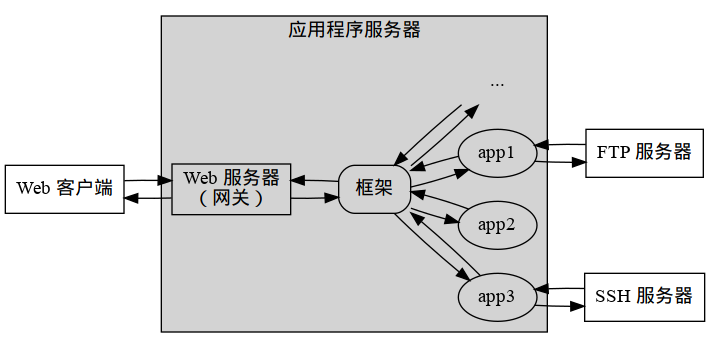 应用程序服务器
...
app1
FTP 服务器
Web 客户端
Web 服务器
（网关）
框架
app2
app3
SSH 服务器